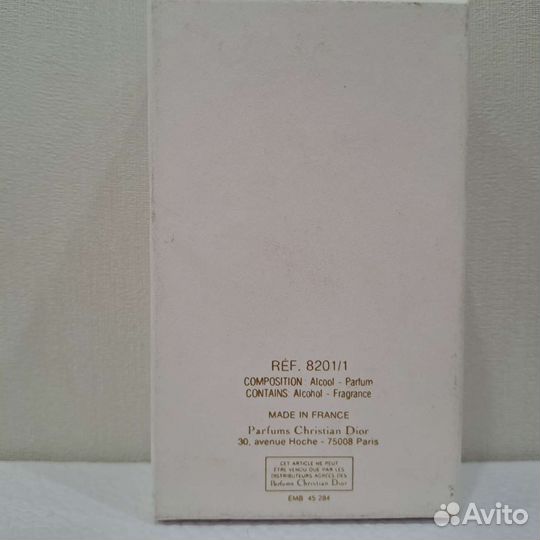 RÉF. 8201/1
COMPOSITION: Alcool - Parfum
CONTAINS: Alcohol - Fragrance
MADE IN FRANCE
Parfums Christian Dior
30, avenue Hoche - 75008 Paris
CET ARTICLE NE PEUT
ÊTRE VENDU QUE PAR LES
DISTRIBUTEURS AGRÉÉS DES
Parfums Christian Dior
EMB 45 284
Avito